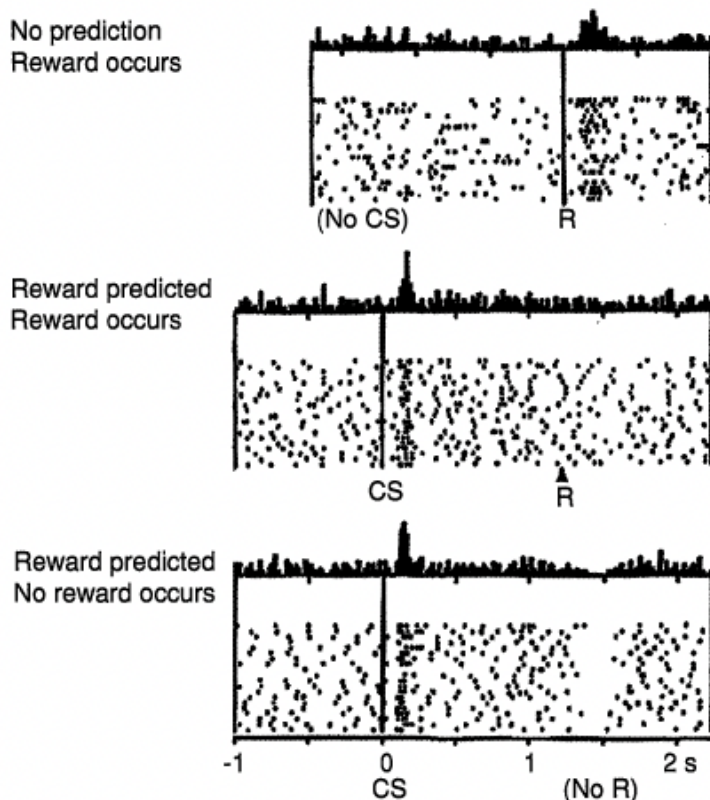 No prediction
Reward occurs
(No CS) R
Reward predicted
Reward occurs
CS R
Reward predicted
No reward occurs
-1 0 1 2 s
CS (No R)